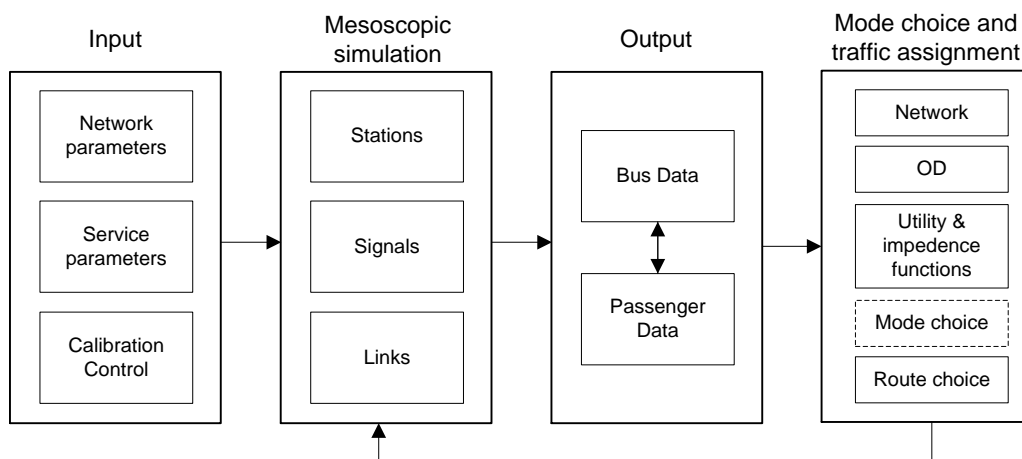 Input
Network
parameters
Service
parameters
Calibration
Control
Mesoscopic
simulation
Stations
Signals
Links
Output
Bus Data
Passenger
Data
Mode choice and
traffic assignment
Network
OD
Utility &
impedence
functions
Mode choice
Route choice